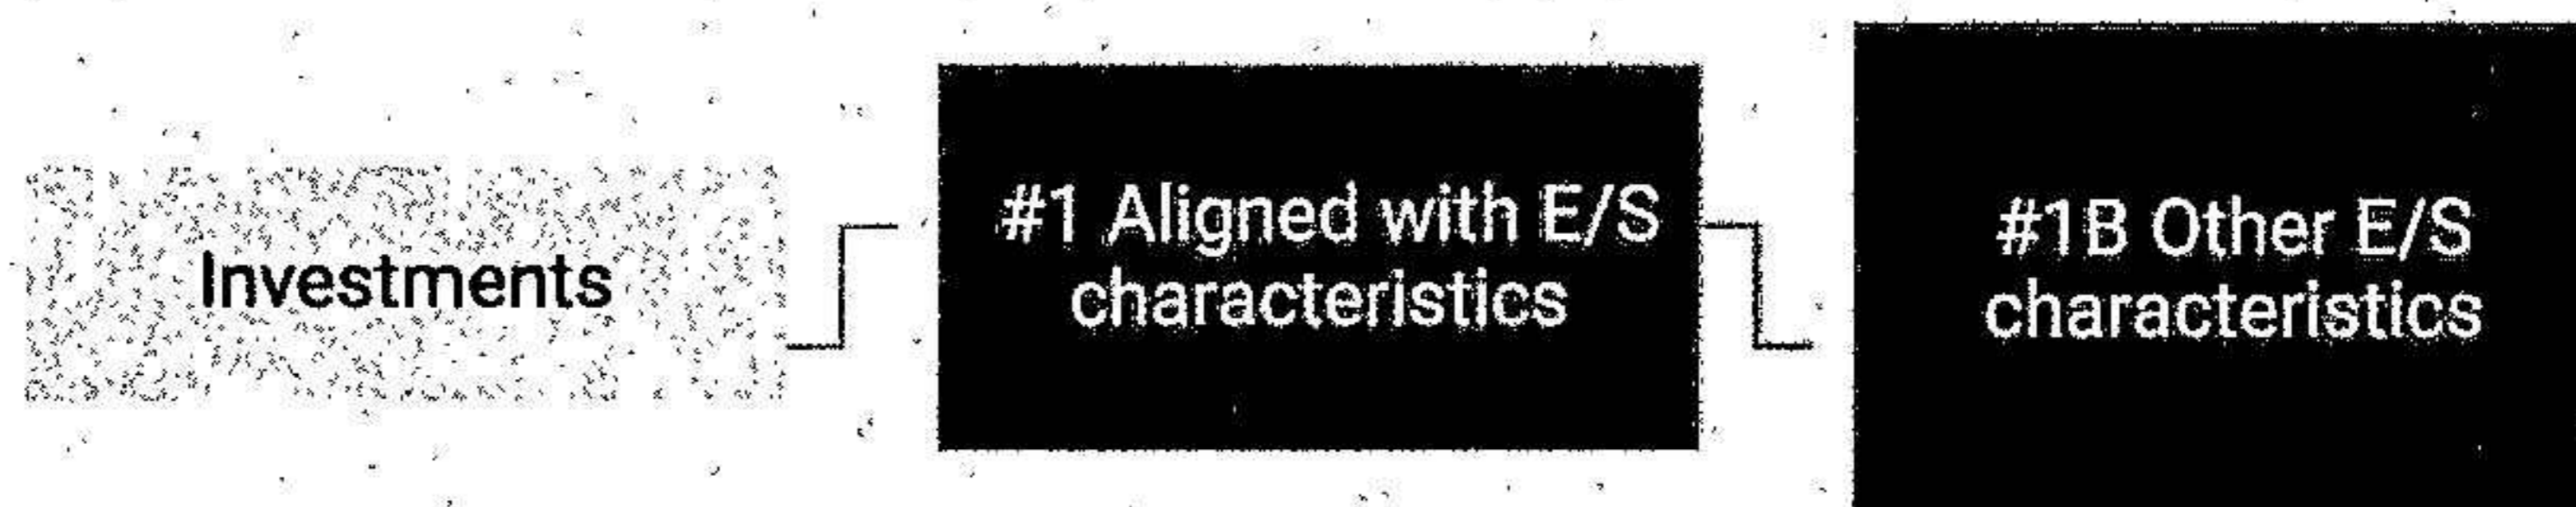 Investments
#1 Aligned with E/S
characteristics
#1B Other E/S
characteristics